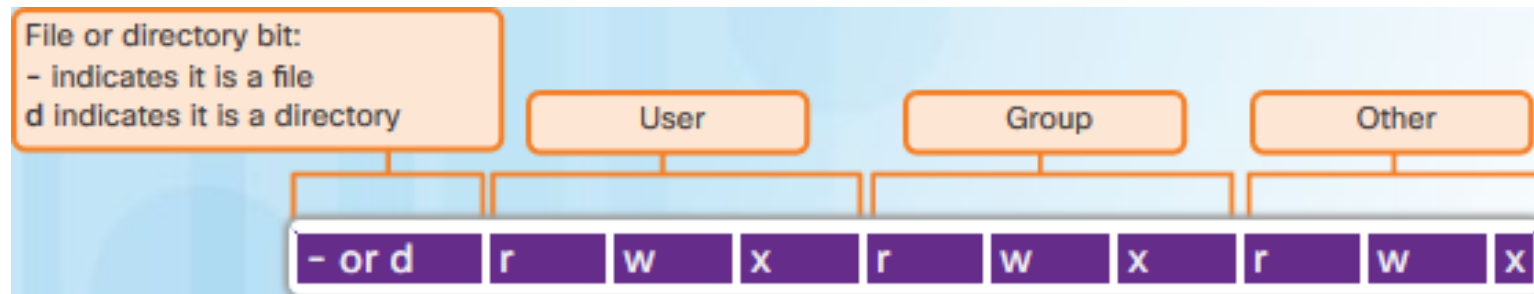 File or directory bit:
- indicates it is a file
d indicates it is a directory
User
Group
Other
- or d r w x r w x r w x